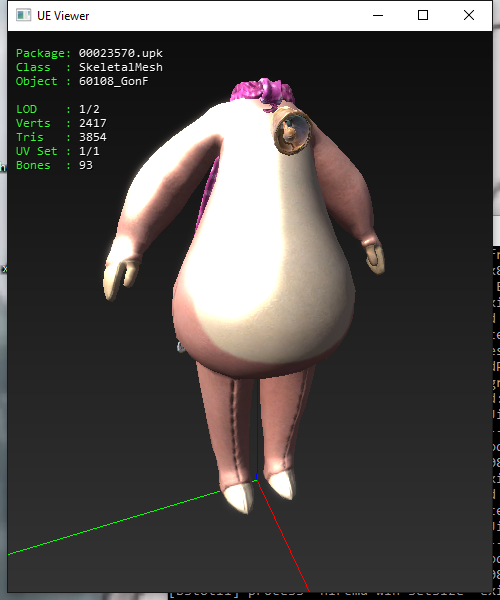 UE Viewer
Package: 00023570.upk
Class : SkeletalMesh
Object : 60108_GonF
LOD : 1/2
Verts : 2417
Tris : 3854
UV Set : 1/1
Bones : 93